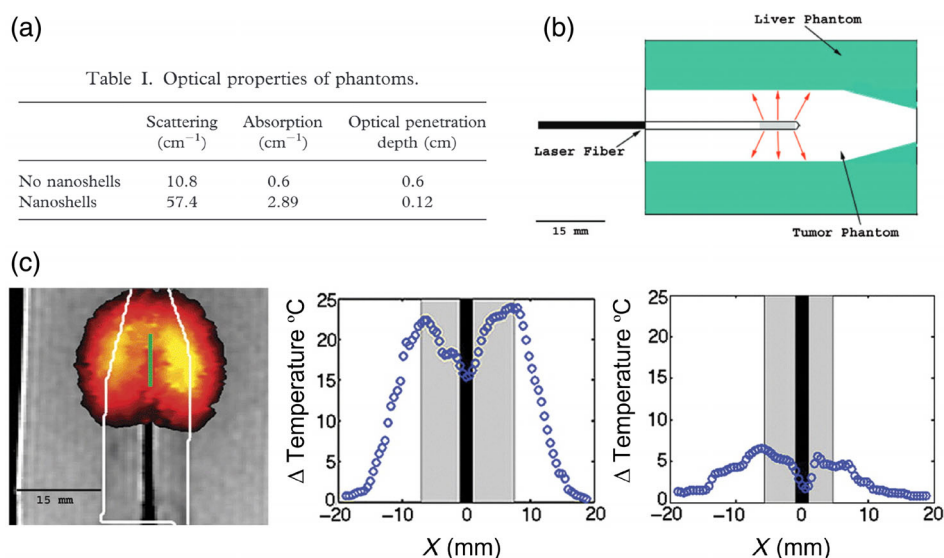 (a)
Table I. Optical properties of phantoms.
Scattering Absorption Optical penetration
(cm⁻¹) (cm⁻¹) depth (cm)
No nanoshells 10.8 0.6 0.6
Nanoshells 57.4 2.89 0.12
(b)
Liver Phantom
Laser Fiber
Tumor Phantom
15 mm
(c)
15 mm
Δ Temperature ºC
25
20
15
10
5
0
−20 −10 0 10 20
X (mm)
Δ Temperature ºC
25
20
15
10
5
0
−20 −10 0 10 20
X (mm)